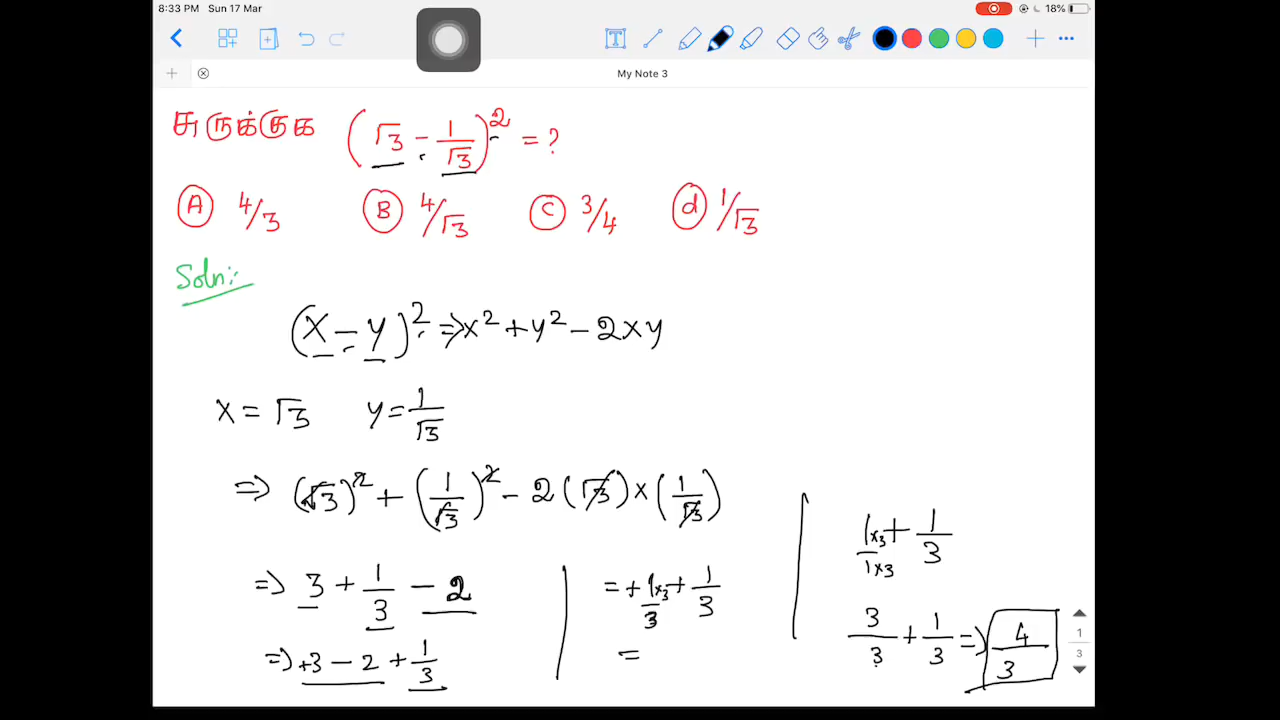 8:33 PM Sun 17 Mar 18%
T
My Note 3
சுருக்குக (√3 - 1/√3)² = ?
Ⓐ 4/3 Ⓑ 4/√3 Ⓒ 3/4 ⓓ 1/√3
Soln:
(x - y)² => x² + y² - 2xy
x = √3 y = 1/√3
=> (√3)² + (1/√3)² - 2(√3) × (1/√3)
=> 3 + 1/3 - 2
=> +3 - 2 + 1/3
= + 1×3/3 + 1/3
=
1×3/1×3 + 1/3
3/3 + 1/3 => 4/3
1
3